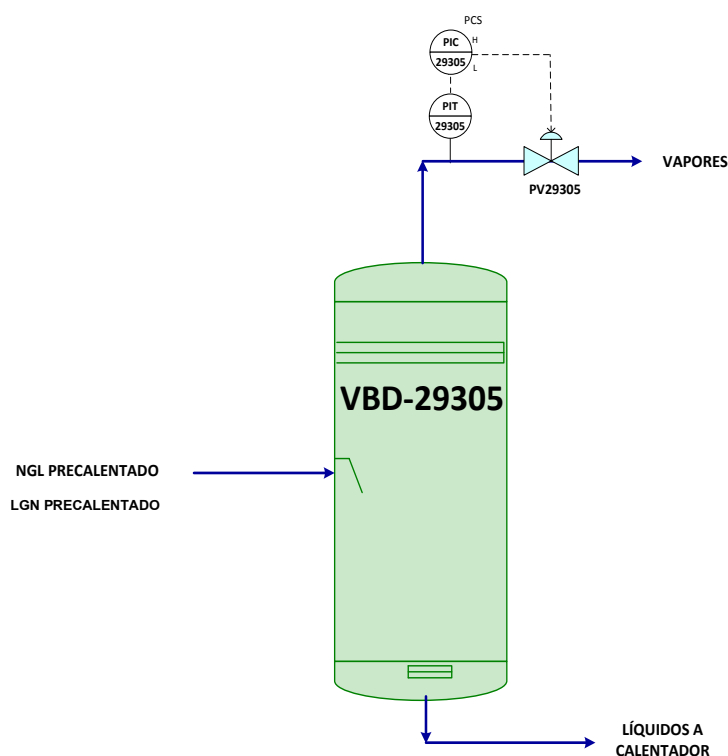 PCS
PIC
H
29305
L
PIT
29305
VAPORES
PV29305
VBD-29305
NGL PRECALENTADO
LGN PRECALENTADO
LÍQUIDOS A
CALENTADOR